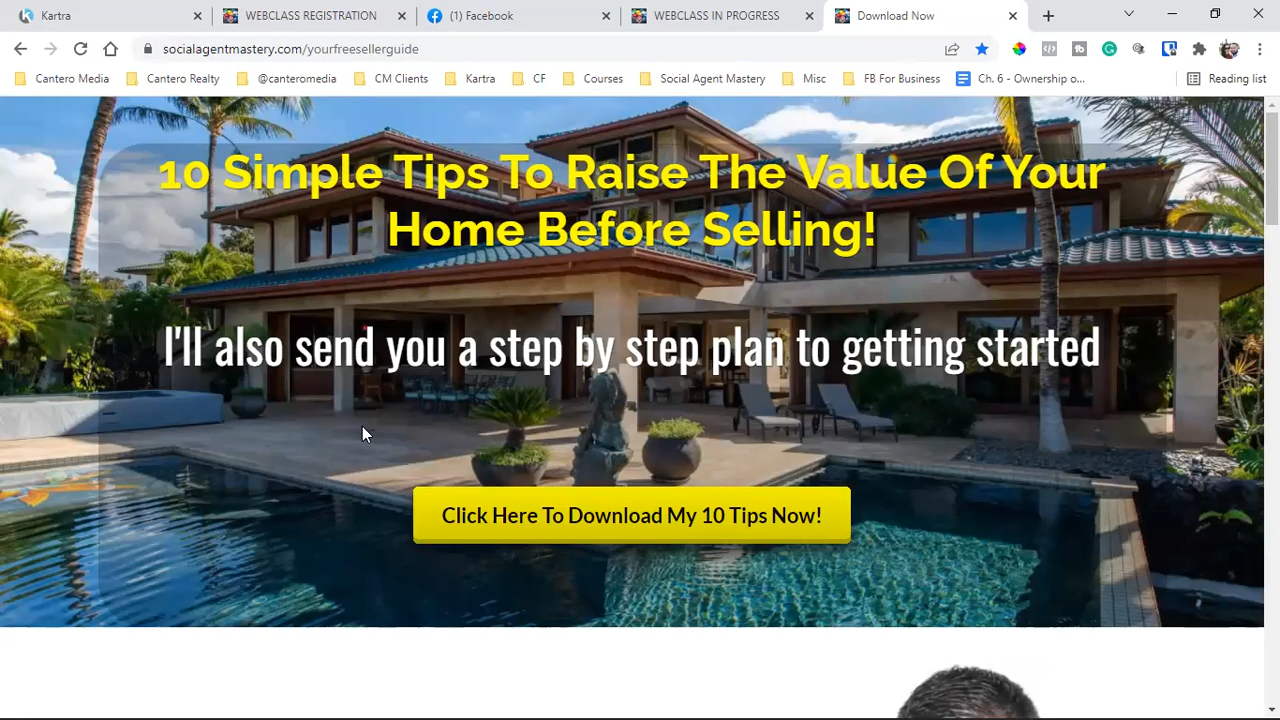 Kartra
WEBCLASS REGISTRATION
(1) Facebook
WEBCLASS IN PROGRESS
Download Now
socialagentmastery.com/yourfreesellerguide
Cantero Media
Cantero Realty
@canteromedia
CM Clients
Kartra
CF
Courses
Social Agent Mastery
Misc
FB For Business
Ch. 6 - Ownership o...
Reading list
10 Simple Tips To Raise The Value Of Your
Home Before Selling!
I'll also send you a step by step plan to getting started
Click Here To Download My 10 Tips Now!